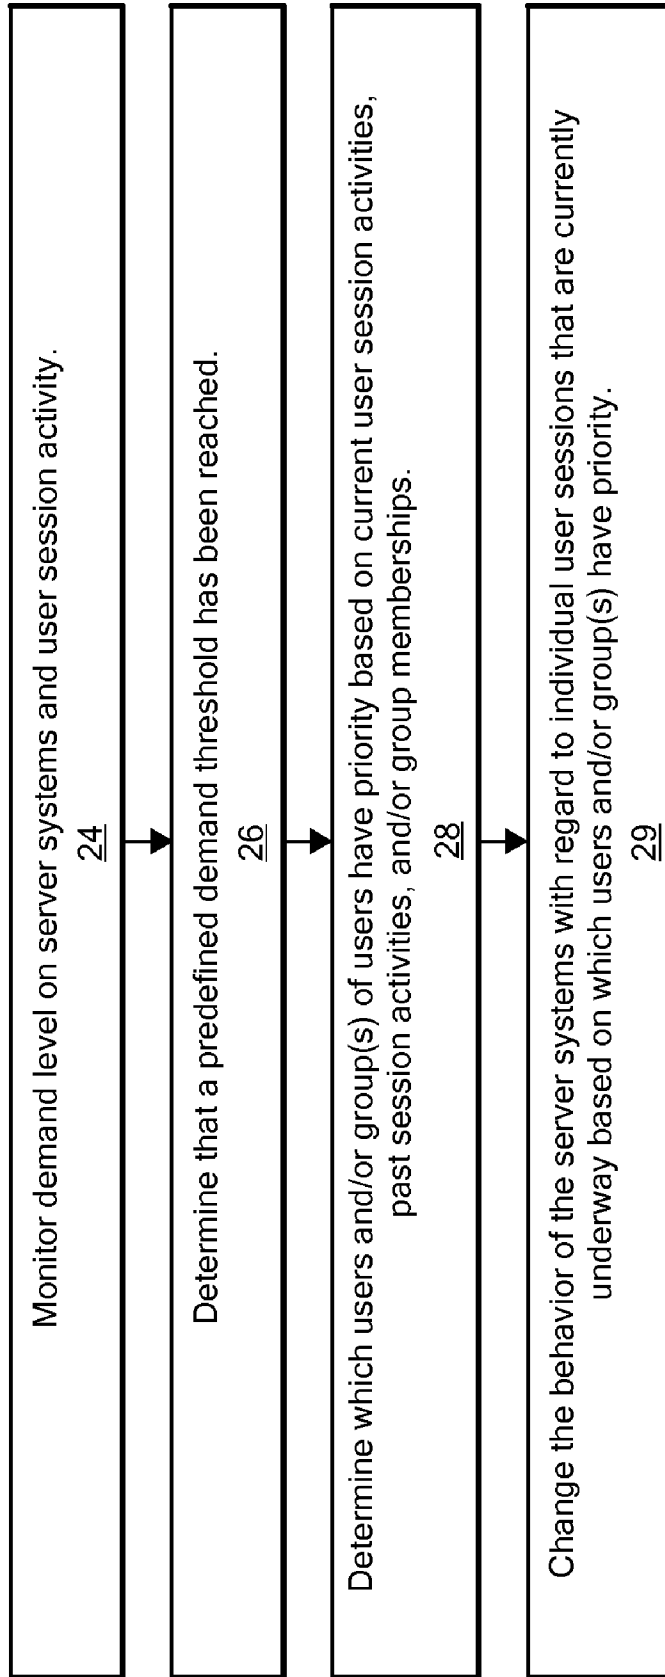 Monitor demand level on server systems and user session activity.
24
Determine that a predefined demand threshold has been reached.
26
Determine which users and/or group(s) of users have priority based on current user session activities,
past session activities, and/or group memberships.
28
Change the behavior of the server systems with regard to individual user sessions that are currently
underway based on which users and/or group(s) have priority.
29